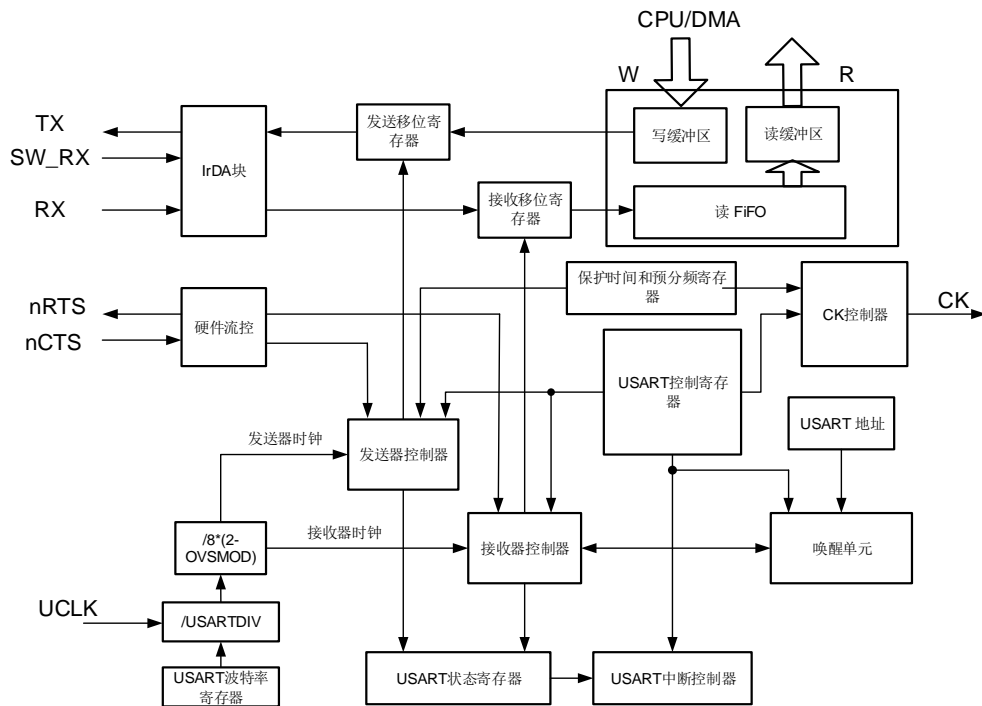 CPU/DMA
W
R
TX
SW_RX
RX
IrDA块
发送移位寄
存器
写缓冲区
读缓冲区
接收移位寄
存器
读 FiFO
nRTS
nCTS
硬件流控
保护时间和预分频寄存
器
CK控制器
CK
USART控制寄存
器
USART 地址
发送器时钟
发送器控制器
/8*(2-
OVSMOD)
接收器时钟
接收器控制器
唤醒单元
UCLK
/USARTDIV
USART波特率
寄存器
USART状态寄存器
USART中断控制器